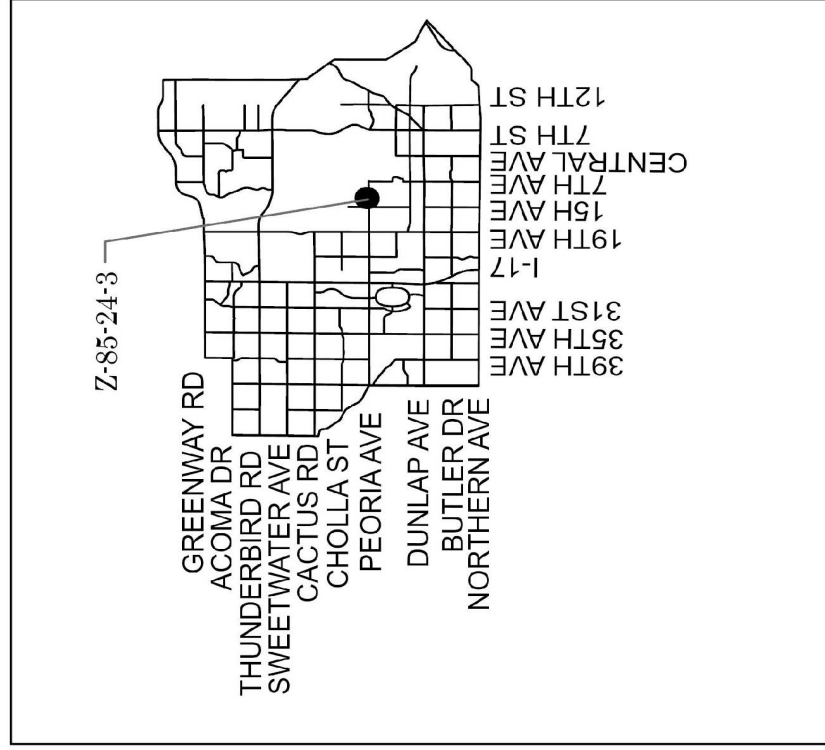 Z-85-24-3
GREENWAY RD
ACOMA DR
THUNDERBIRD RD
SWEETWATER AVE
CACTUS RD
CHOLLA ST
PEORIA AVE
DUNLAP AVE
BUTLER DR
NORTHERN AVE
39TH AVE
35TH AVE
31ST AVE
I-17
19TH AVE
15H AVE
7TH AVE
CENTRAL AVE
7TH ST
12TH ST